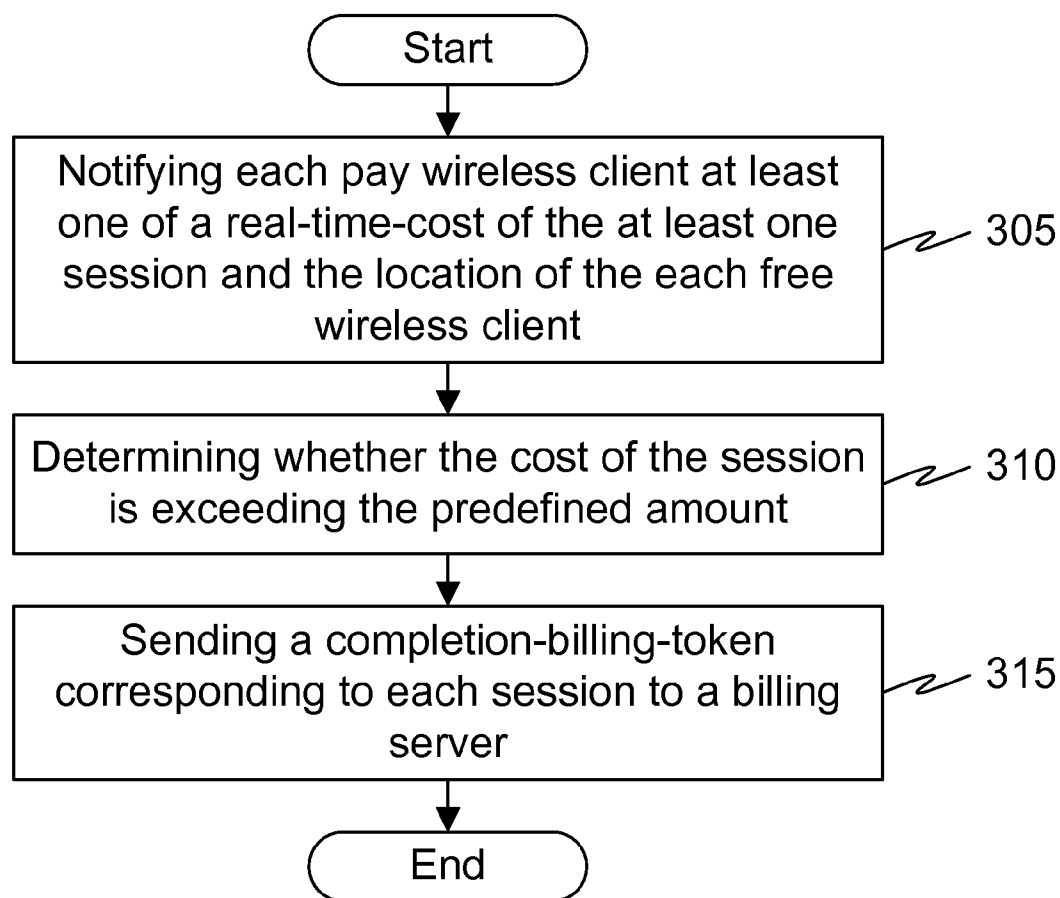 Start
Notifying each pay wireless client at least
one of a real-time-cost of the at least one
session and the location of the each free
wireless client
305
Determining whether the cost of the session
is exceeding the predefined amount
310
Sending a completion-billing-token
corresponding to each session to a billing
server
315
End